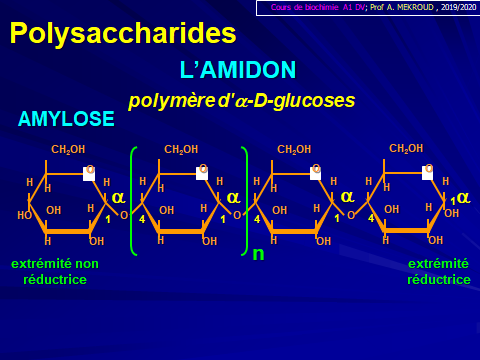 Cours de biochimie A1 DV; Prof A. MEKROUD , 2019/2020
Polysaccharides
L'AMIDON
polymère d'α-D-glucoses
AMYLOSE
CH₂OH CH₂OH CH₂OH CH₂OH
O O O O
H H H H H H H H
H H H H
α α α 1 α
HO OH H 1 O 4 OH H 1 O 4 OH H 1 O 4 OH H OH
H OH H OH H OH H OH
n
extrémité non
réductrice
extrémité
réductrice